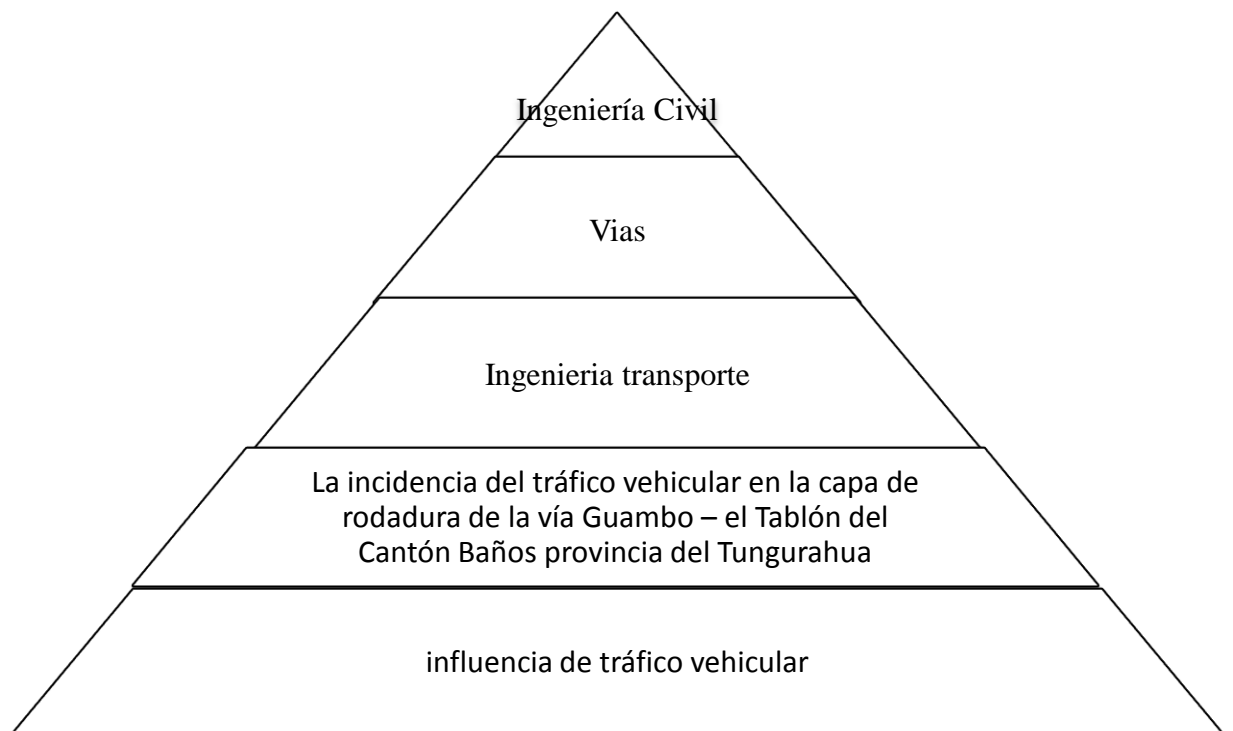 Ingeniería Civil
Vias
Ingenieria transporte
La incidencia del tráfico vehicular en la capa de
rodadura de la vía Guambo – el Tablón del
Cantón Baños provincia del Tungurahua
influencia de tráfico vehicular